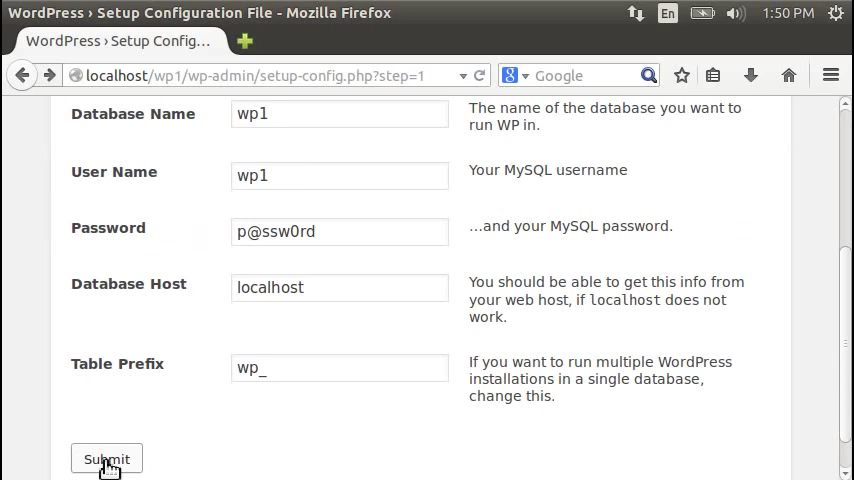 WordPress › Setup Configuration File - Mozilla Firefox
En
1:50 PM
WordPress › Setup Config...
localhost/wp1/wp-admin/setup-config.php?step=1
Google
Database Name
wp1
The name of the database you want to
run WP in.
User Name
wp1
Your MySQL username
Password
p@ssw0rd
...and your MySQL password.
Database Host
localhost
You should be able to get this info from
your web host, if localhost does not
work.
Table Prefix
wp_
If you want to run multiple WordPress
installations in a single database,
change this.
Submit